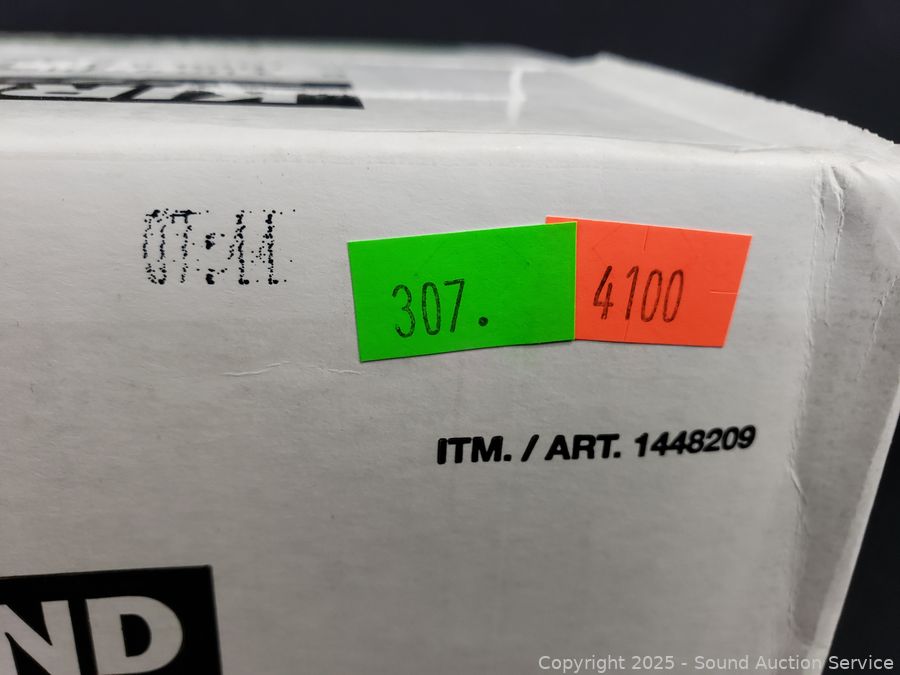 07:44
307.
4100
ITM. / ART. 1448209
ND
Copyright 2025 - Sound Auction Service